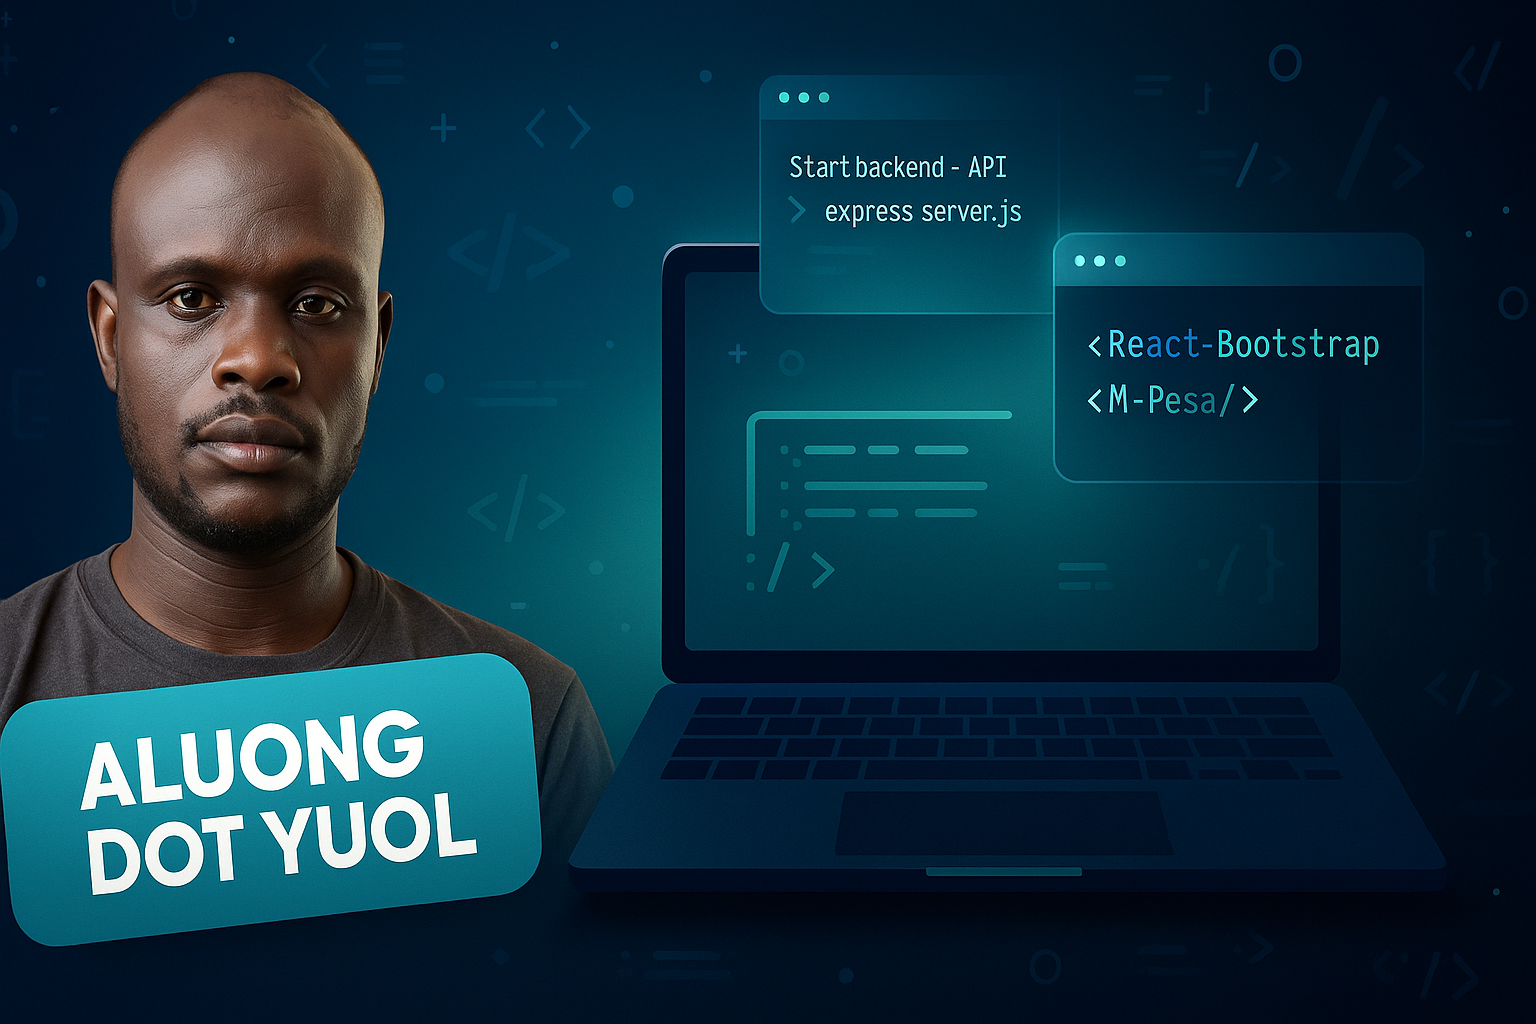 Start backend - API
> express server.js
<React-Bootstrap
<M-Pesa/>
ALUONG
DOT YUOL